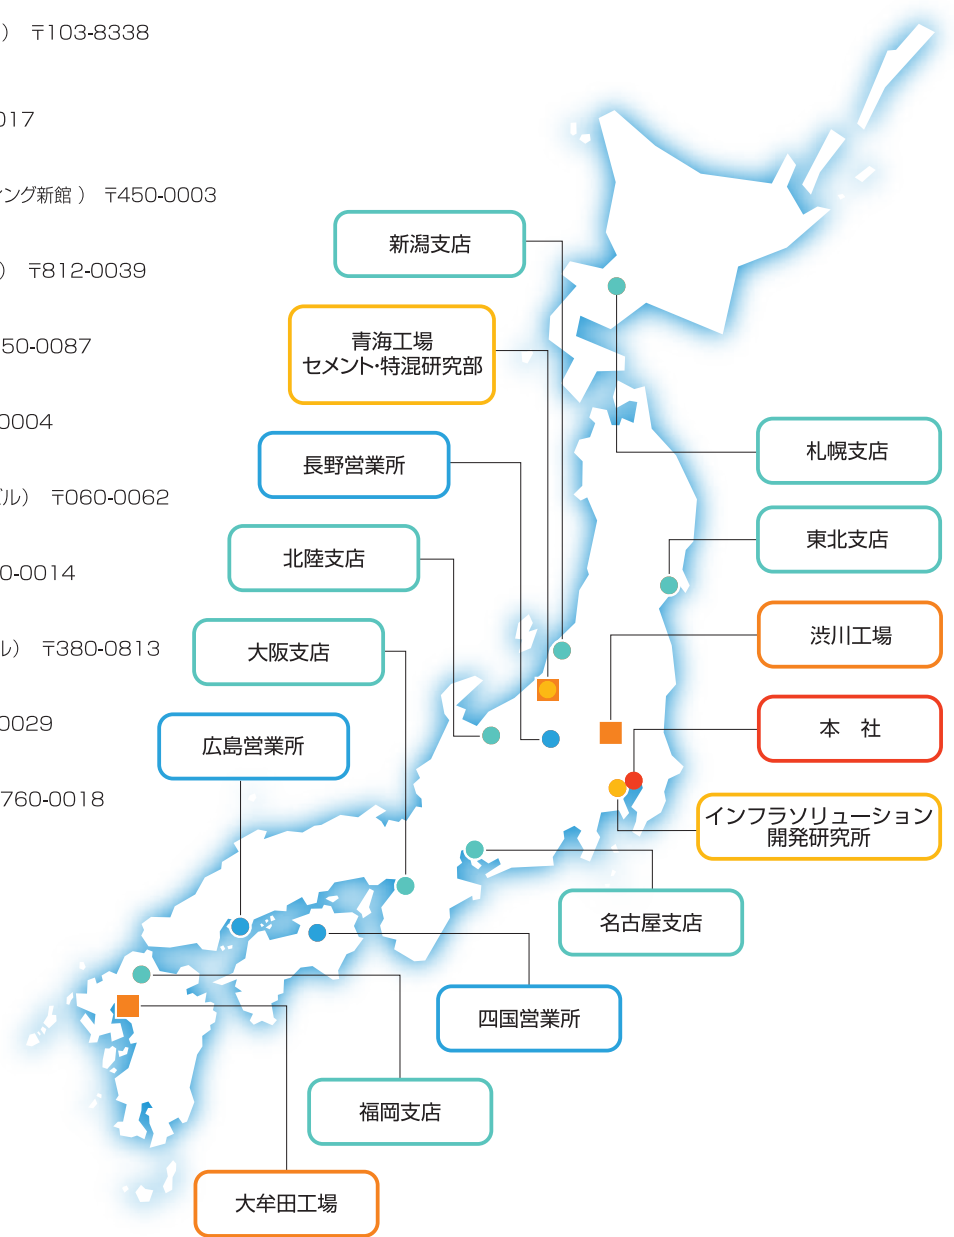 ） 〒103-8338
017
ィング新館 ） 〒450-0003
） 〒812-0039
50-0087
0004
ビル） 〒060-0062
0-0014
ル） 〒380-0813
0029
760-0018
新潟支店
青海工場
セメント・特混研究部
長野営業所
北陸支店
大阪支店
広島営業所
札幌支店
東北支店
渋川工場
本 社
インフラソリューション
開発研究所
名古屋支店
四国営業所
福岡支店
大牟田工場